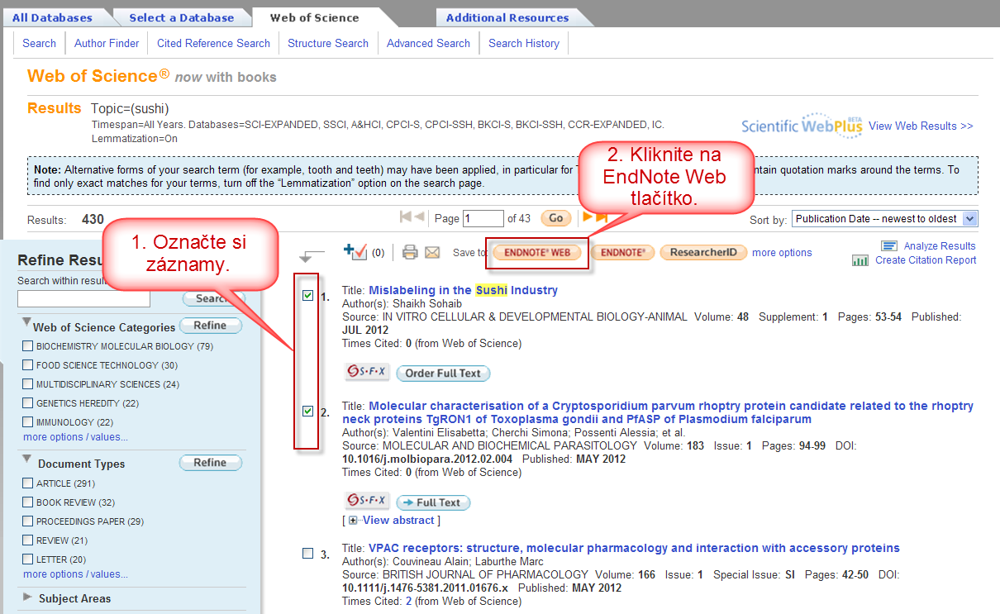 All Databases
Select a Database
Web of Science
Additional Resources
Search
Author Finder
Cited Reference Search
Structure Search
Advanced Search
Search History
Web of Science® now with books
Results Topic=(sushi)
Timespan=All Years. Databases=SCI-EXPANDED, SSCI, A&HCI, CPCI-S, CPCI-SSH, BKCI-S, BKCI-SSH, CCR-EXPANDED, IC.
Lemmatization=On
Scientific WebPlus BETA View Web Results >>
Note: Alternative forms of your search term (for example, tooth and teeth) may have been applied, in particular for
ntain quotation marks around the terms. To
find only exact matches for your terms, turn off the "Lemmatization" option on the search page.
2. Kliknite na
EndNote Web
tlačítko.
Results: 430
Page 1 of 43 Go
Sort by: Publication Date -- newest to oldest
1. Označte si
záznamy.
(0)
Save to:
ENDNOTE® WEB
ENDNOTE®
ResearcherID
more options
Analyze Results
Create Citation Report
Refine
Search within
Search
Web of Science Categories Refine
BIOCHEMISTRY MOLECULAR BIOLOGY (79)
FOOD SCIENCE TECHNOLOGY (30)
MULTIDISCIPLINARY SCIENCES (24)
GENETICS HEREDITY (22)
IMMUNOLOGY (22)
more options / values...
Document Types Refine
ARTICLE (291)
BOOK REVIEW (32)
PROCEEDINGS PAPER (29)
REVIEW (21)
LETTER (20)
more options / values...
Subject Areas
1. Title: Mislabeling in the Sushi Industry
Author(s): Shaikh Sohaib
Source: IN VITRO CELLULAR & DEVELOPMENTAL BIOLOGY-ANIMAL Volume: 48 Supplement: 1 Pages: 53-54 Published:
JUL 2012
Times Cited: 0 (from Web of Science)
S·F·X Order Full Text
2. Title: Molecular characterisation of a Cryptosporidium parvum rhoptry protein candidate related to the rhoptry
neck proteins TgRON1 of Toxoplasma gondii and PfASP of Plasmodium falciparum
Author(s): Valentini Elisabetta; Cherchi Simona; Possenti Alessia; et al.
Source: MOLECULAR AND BIOCHEMICAL PARASITOLOGY Volume: 183 Issue: 1 Pages: 94-99 DOI:
10.1016/j.molbiopara.2012.02.004 Published: MAY 2012
Times Cited: 0 (from Web of Science)
S·F·X Full Text
[ View abstract ]
3. Title: VPAC receptors: structure, molecular pharmacology and interaction with accessory proteins
Author(s): Couvineau Alain; Laburthe Marc
Source: BRITISH JOURNAL OF PHARMACOLOGY Volume: 166 Issue: 1 Special Issue: SI Pages: 42-50 DOI:
10.1111/j.1476-5381.2011.01676.x Published: MAY 2012
Times Cited: 2 (from Web of Science)